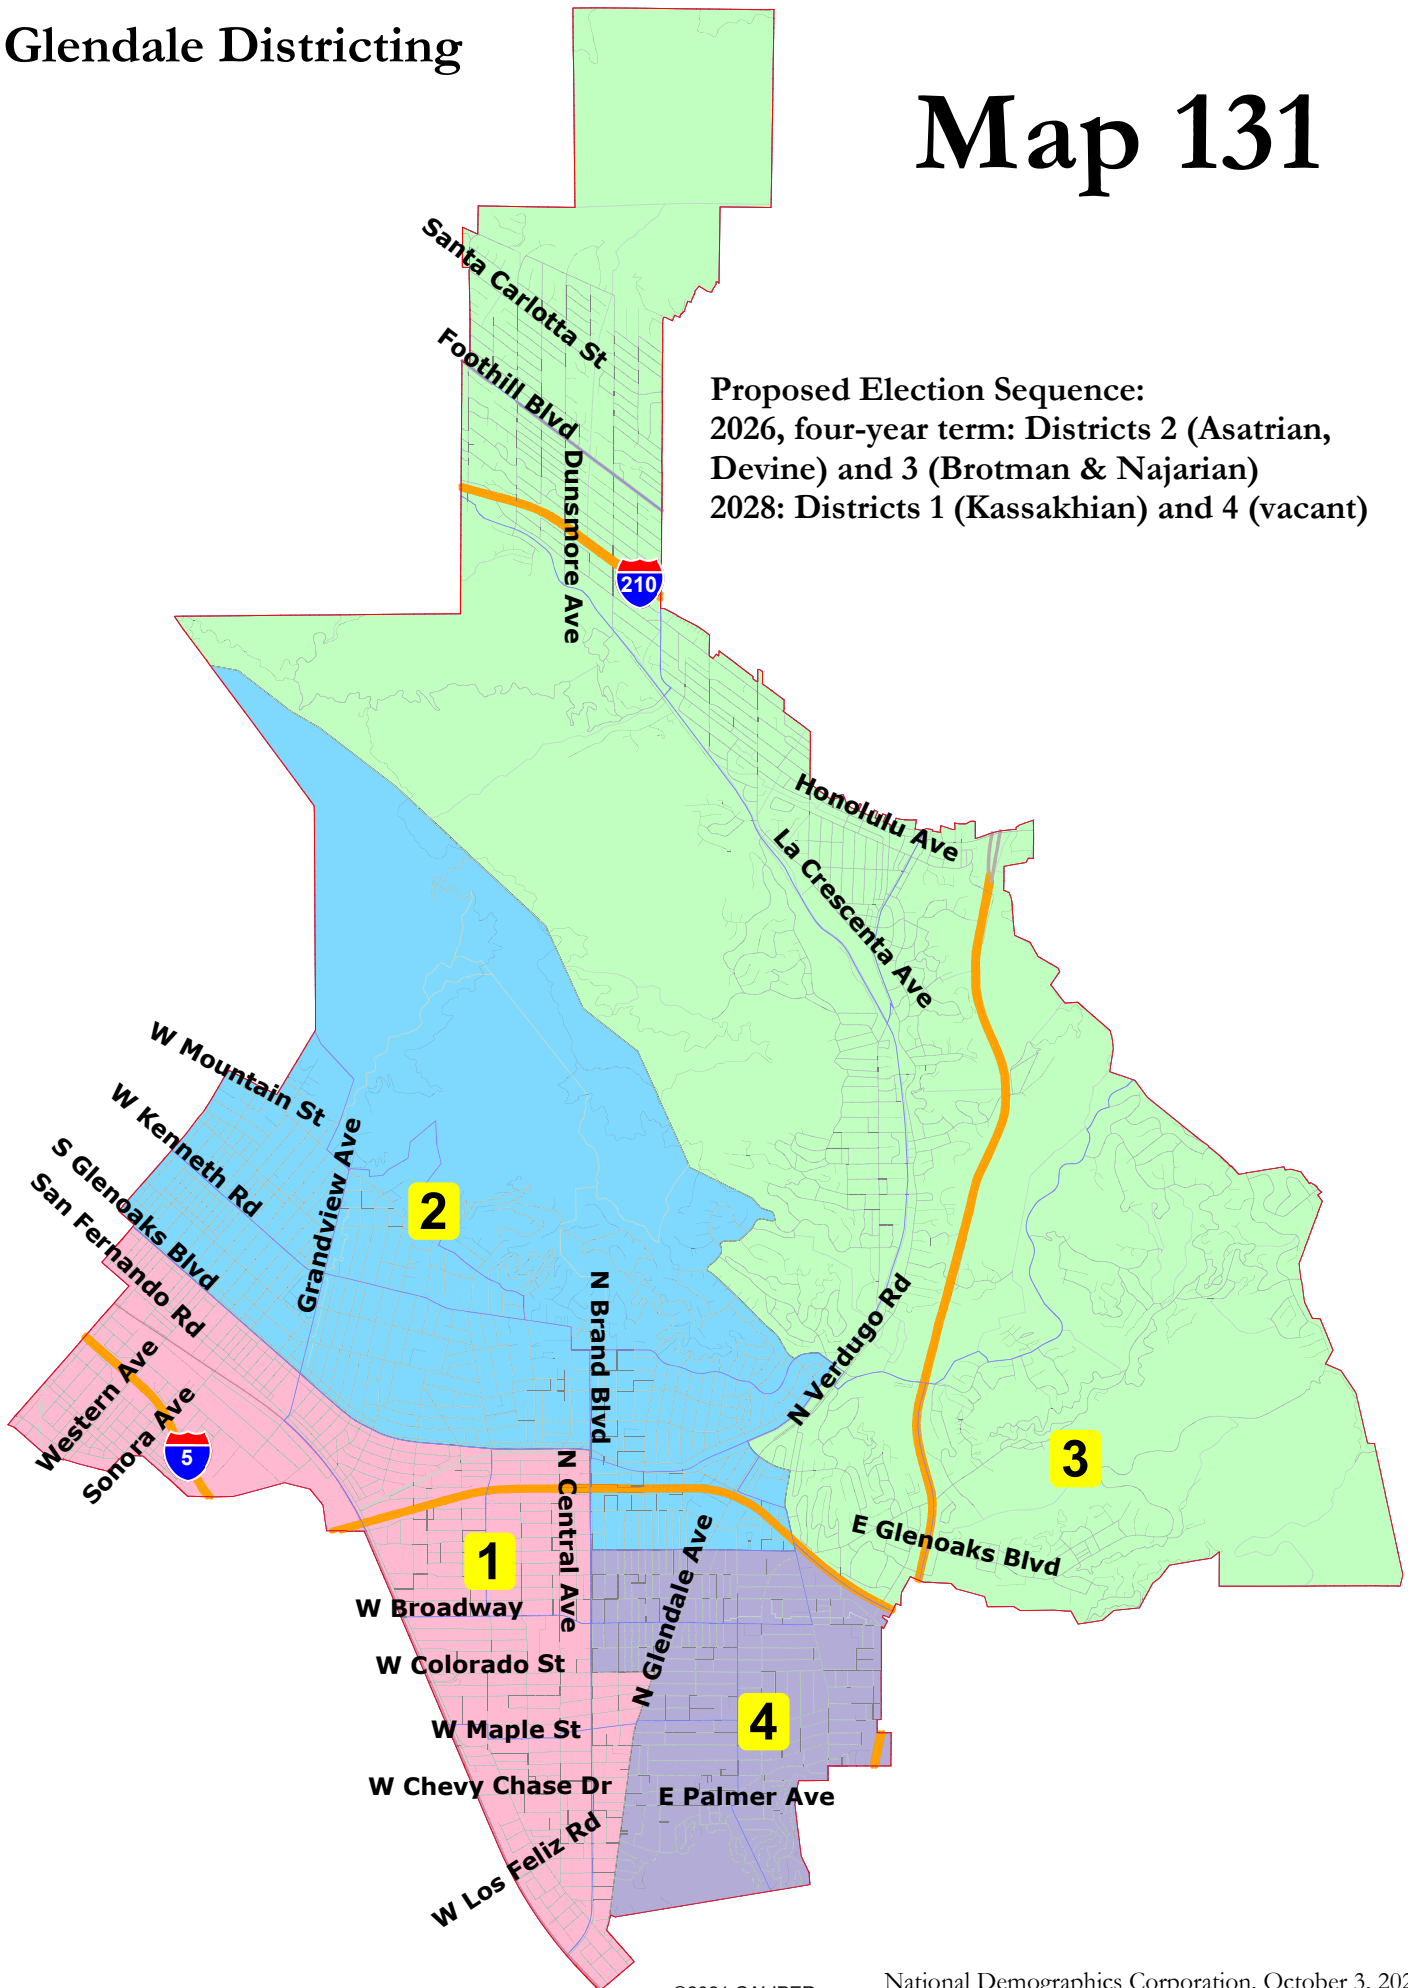 Glendale Districting
Map 131
Santa Carlotta St
Foothill Blvd
Proposed Election Sequence:
2026, four-year term: Districts 2 (Asatrian,
Devine) and 3 (Brotman & Najarian)
2028: Districts 1 (Kassakhian) and 4 (vacant)
Dunsmore Ave
210
Honolulu Ave
La Crescenta Ave
W Mountain St
W Kenneth Rd
S Glenoaks Blvd
San Fernando Rd
Grandview Ave
2
N Brand Blvd
N Verdugo Rd
Western Ave
Sonora Ave
5
3
N Central Ave
1
N Glendale Ave
E Glenoaks Blvd
W Broadway
W Colorado St
4
W Maple St
W Chevy Chase Dr
E Palmer Ave
W Los Feliz Rd
National Demographics Corporation, October 3,